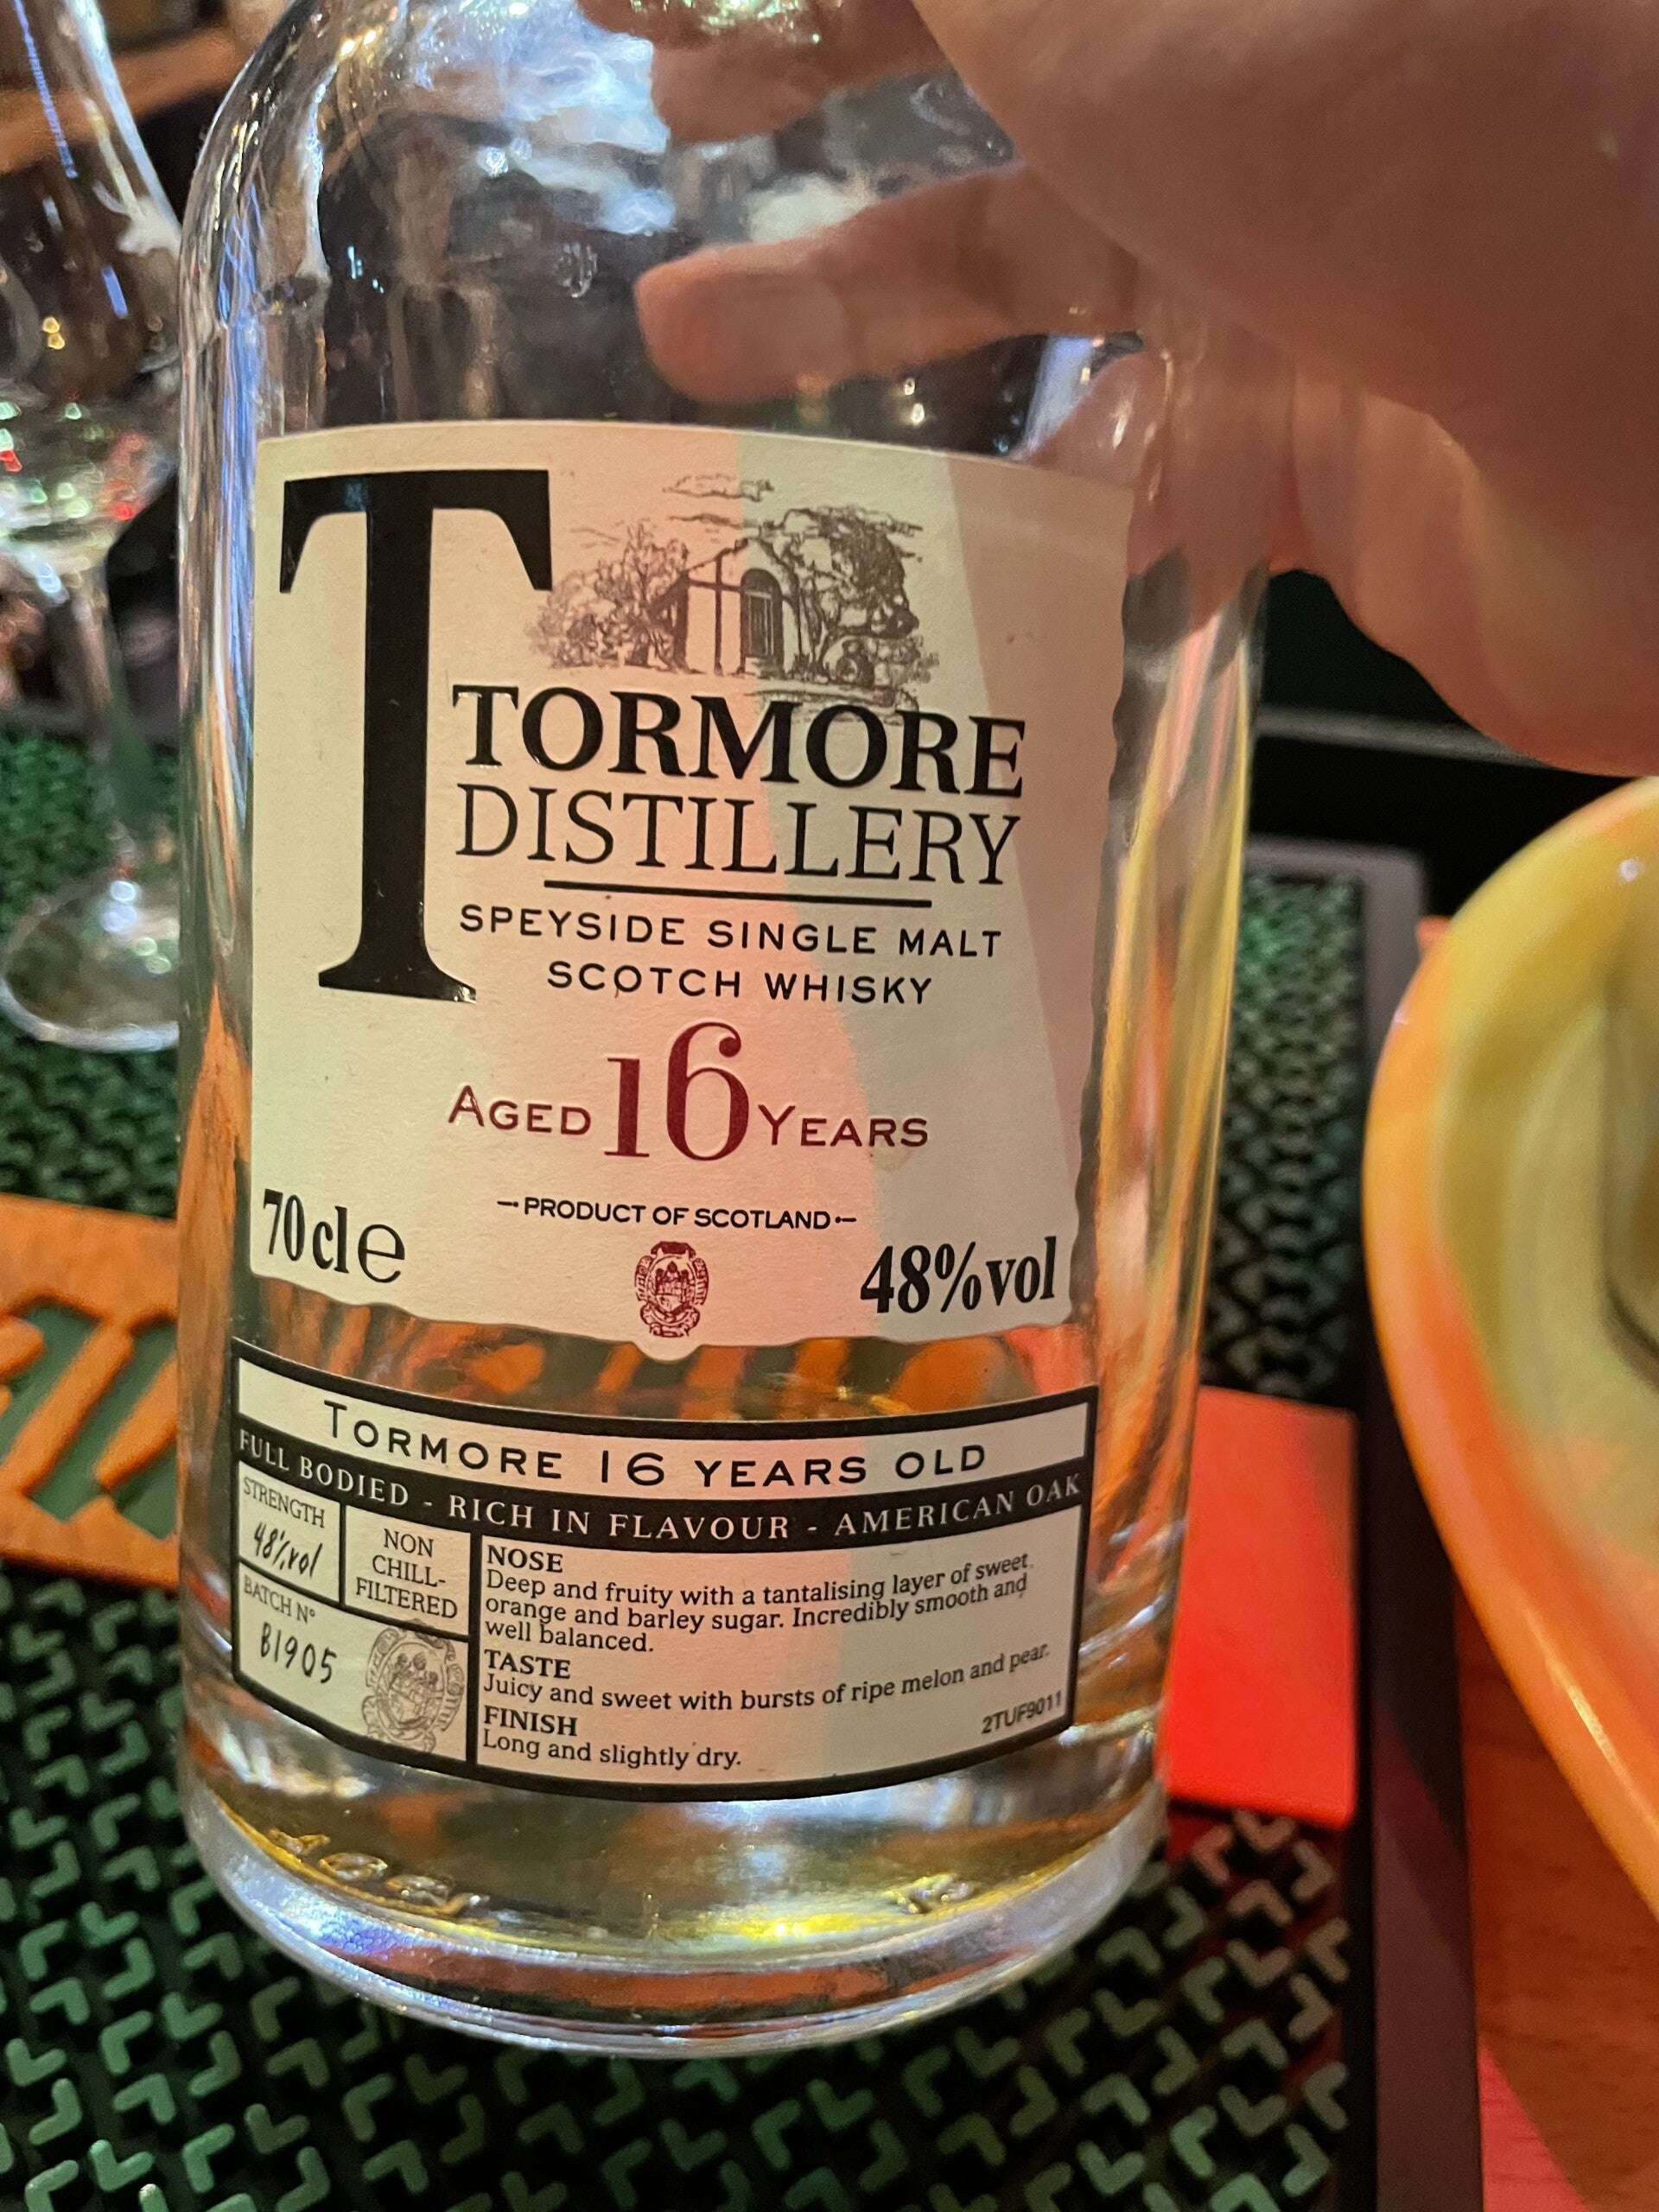 T
TORMORE
DISTILLERY
SPEYSIDE SINGLE MALT
SCOTCH WHISKY
AGED 16 YEARS
PRODUCT OF SCOTLAND
70cl e
48%vol
TORMORE 16 YEARS OLD
FULL BODIED - RICH IN FLAVOUR - AMERICAN OAK
STRENGTH
48%vol
NON
CHILL-
FILTERED
BATCH Nº
B1905
NOSE
Deep and fruity with a tantalising layer of sweet
orange and barley sugar. Incredibly smooth and
well balanced.
TASTE
Juicy and sweet with bursts of ripe melon and pear.
FINISH
Long and slightly dry.
2TUF9011